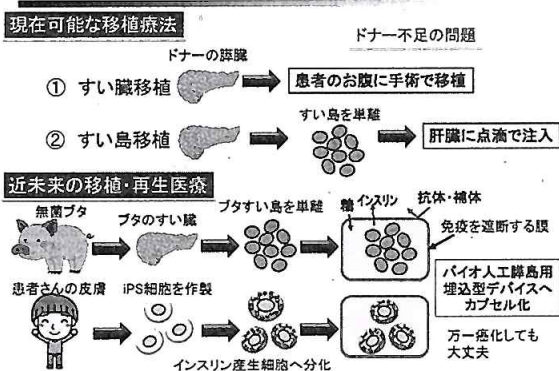 現在可能な移植療法
ドナー不足の問題
ドナーの膵臓
① すい臓移植
患者のお腹に手術で移植
すい島を単離
② すい島移植
肝臓に点滴で注入
近未来の移植・再生医療
無菌ブタ
ブタのすい臓
ブタすい島を単離
糖
インスリン
抗体・補体
免疫を遮断する膜
患者さんの皮膚
iPS細胞を作製
インスリン産生細胞へ分化
バイオ人工膵島用
埋込型デバイスへ
カプセル化
万一癌化しても
大丈夫